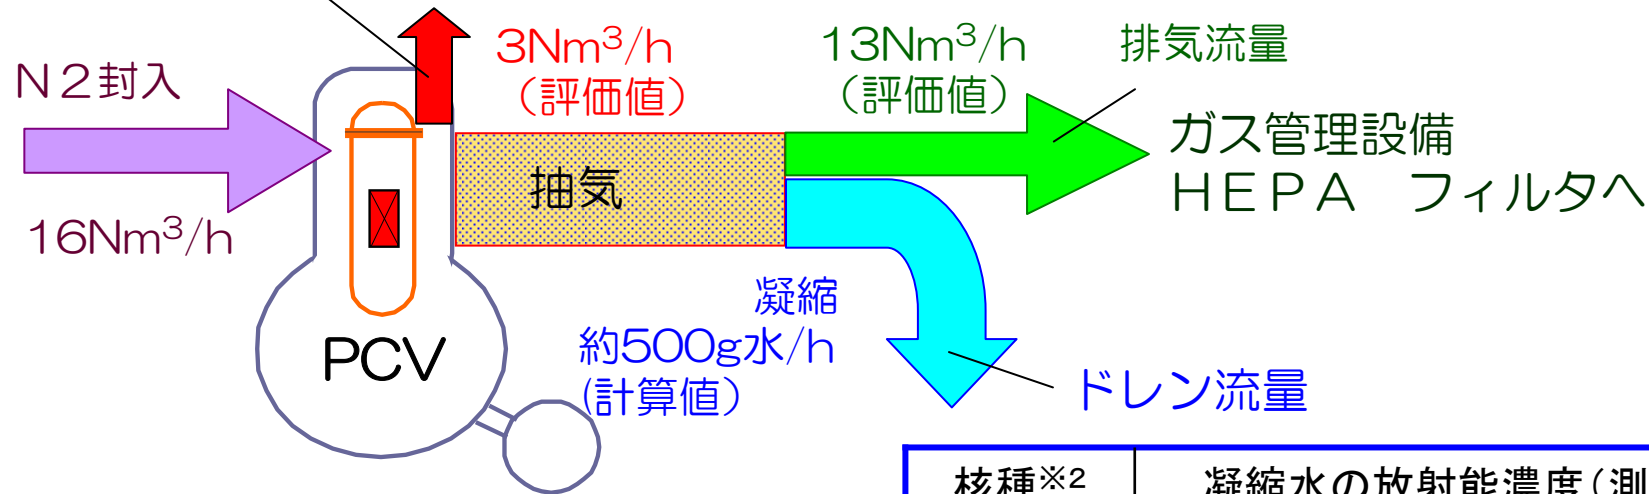 N2封入
16Nm³/h
3Nm³/h
（評価値）
13Nm³/h
（評価値）
排気流量
ガス管理設備
HEPA フィルタへ
抽気
PCV
凝縮
約500g水/h
(計算値）
ドレン流量
核種※2
凝縮水の放射能濃度(測